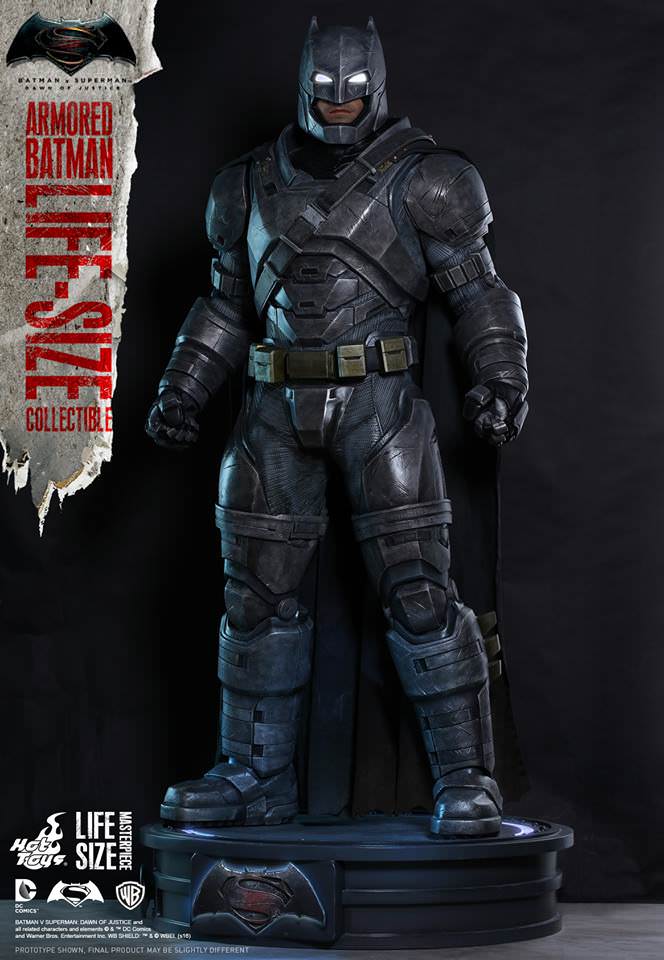 BATMAN V SUPERMAN™
DAWN OF JUSTICE
ARMORED
BATMAN
LIFE-SIZE
COLLECTIBLE
Hot
Toys.
LIFE
SIZE
MASTERPIECE
DC
COMICS™
WB
BATMAN V SUPERMAN: DAWN OF JUSTICE and
all related characters and elements © & ™ DC Comics
and Warner Bros. Entertainment Inc. WB SHIELD: ™ & © WBEI. (s16)
PROTOTYPE SHOWN, FINAL PRODUCT MAY BE SLIGHTLY DIFFERENT